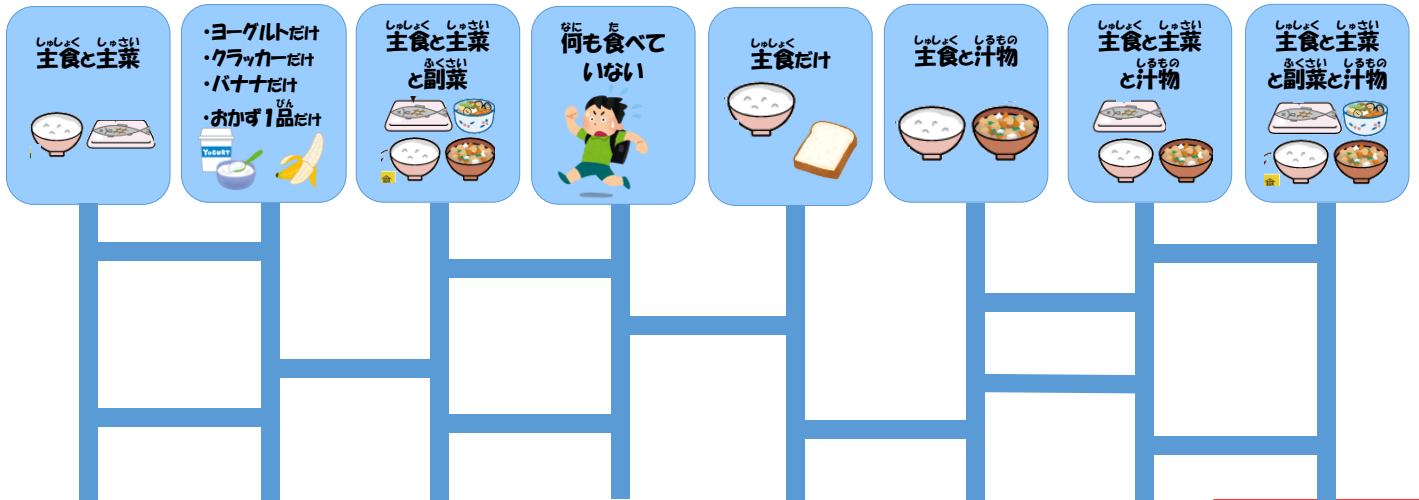 しゅしょく しゅさい
主食と主菜
・ヨーグルトだけ
・クラッカーだけ
・バナナだけ
ぴん
・おかず１品だけ
YOGURT
しゅしょく しゅさい
主食と主菜
ふくさい
と副菜
なに た
何も食べて
いない
しゅしょく
主食だけ
しゅしょく しるもの
主食と汁物
しゅしょく しゅさい
主食と主菜
しるもの
と汁物
しゅしょく しゅさい
主食と主菜
ふくさい しるもの
と副菜と汁物